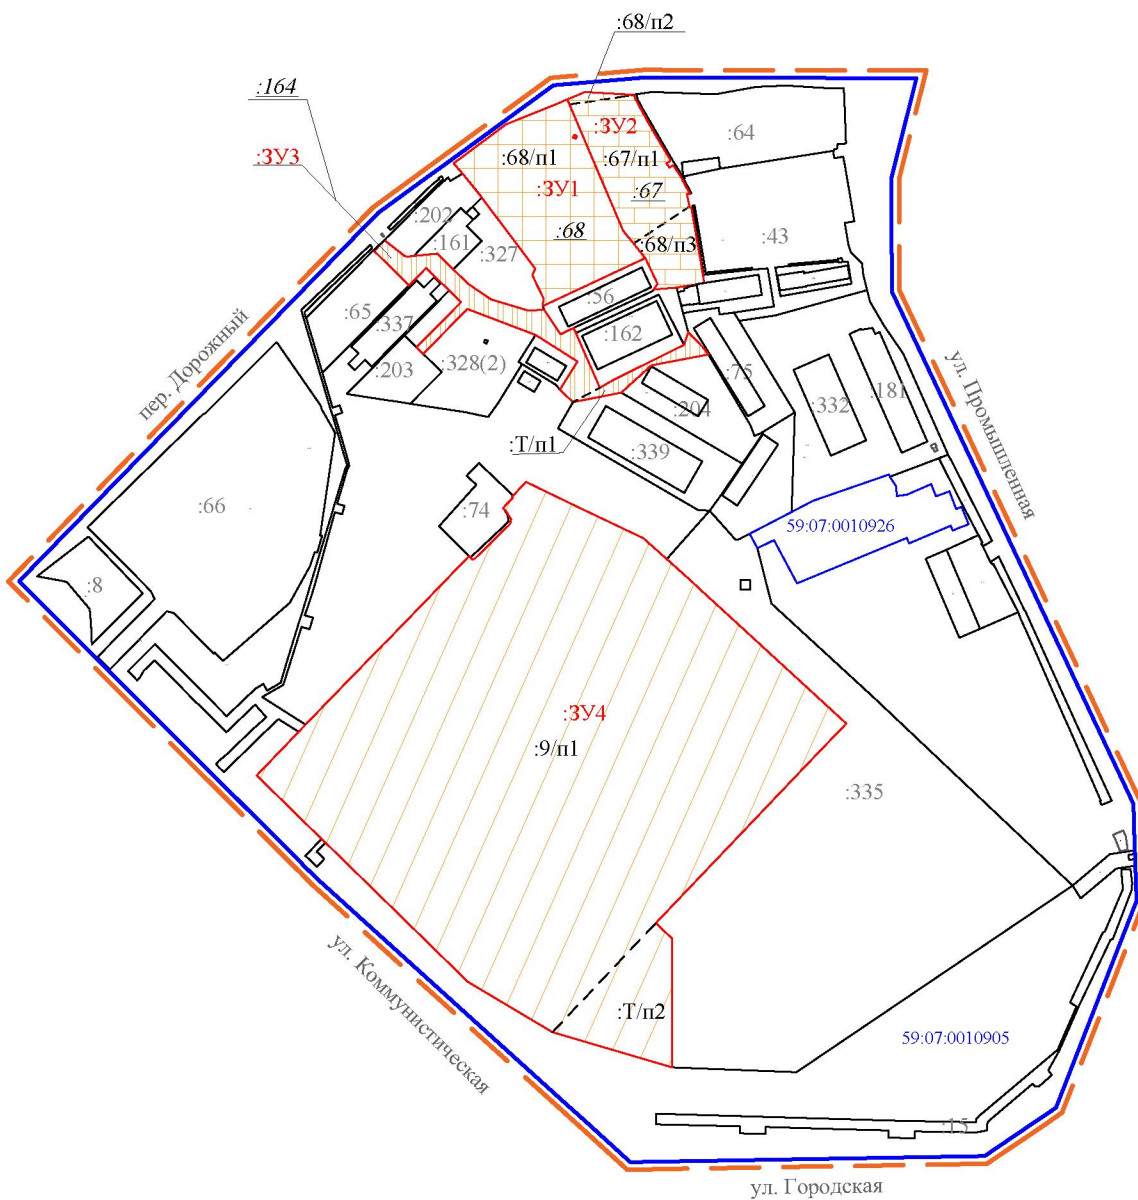 :68/п2
:164
:64
:ЗУ2
:ЗУ3
:68/п1
:67/п1
:ЗУ1
:67
:202
:68
:43
:161
:68/п3
:327
:56
:65
:337
:162
пер. Дорожный
:328(2)
:203
:75
:332
:181
:204
ул. Промышленная
:Т/п1
:339
:66
:74
59:07:0010926
:8
:ЗУ4
:9/п1
:335
ул. Коммунистическая
:Т/п2
59:07:0010905
:15
ул. Городская